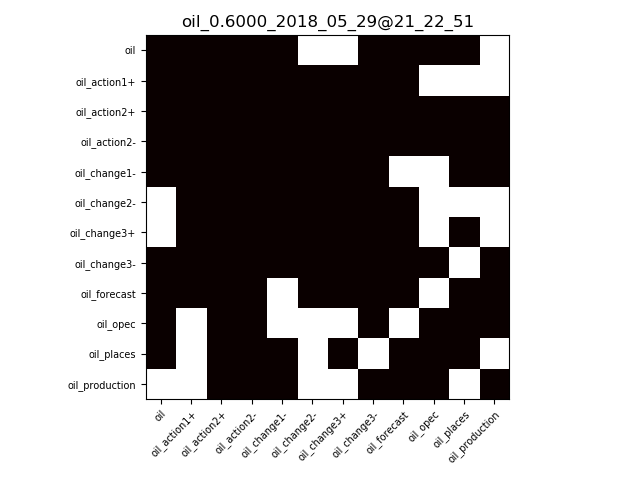 oil_0.6000_2018_05_29@21_22_51
oil
oil_action1+
oil_action2+
oil_action2-
oil_change1-
oil_change2-
oil_change3+
oil_change3-
oil_forecast
oil_opec
oil_places
oil_production
oil
oil_action1+
oil_action2+
oil_action2-
oil_change1-
oil_change2-
oil_change3+
oil_change3-
oil_forecast
oil_opec
oil_places
oil_production